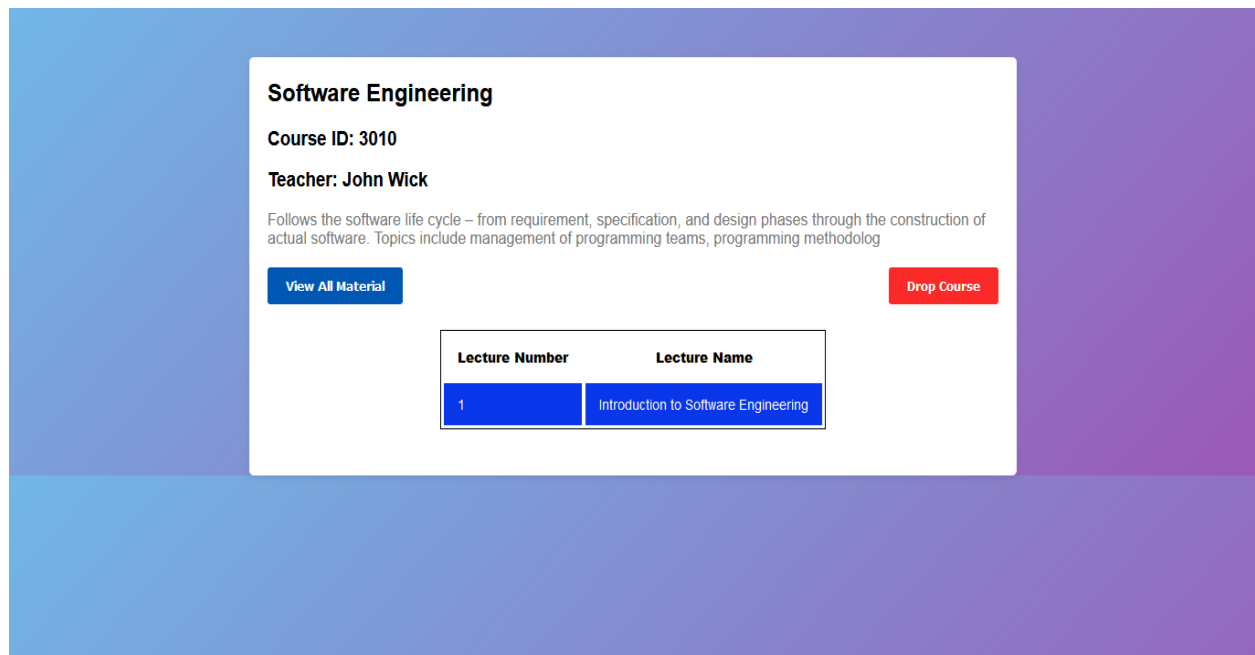 Software Engineering
Course ID: 3010
Teacher: John Wick
Follows the software life cycle – from requirement, specification, and design phases through the construction of
actual software. Topics include management of programming teams, programming methodolog
View All Material Drop Course
Lecture Number Lecture Name
1 Introduction to Software Engineering